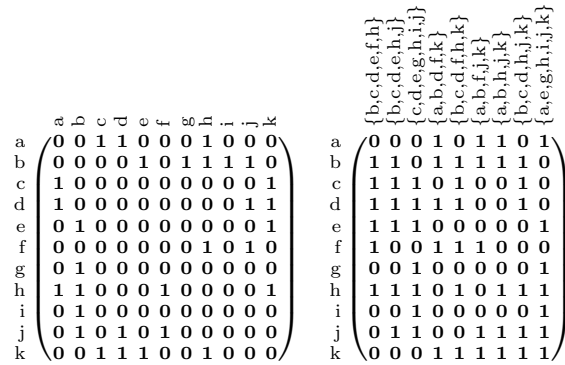 a b c d e f g h i j k
a 0 0 1 1 0 0 0 1 0 0 0
b 0 0 0 0 1 0 1 1 1 1 0
c 1 0 0 0 0 0 0 0 0 0 1
d 1 0 0 0 0 0 0 0 0 1 1
e 0 1 0 0 0 0 0 0 0 0 1
f 0 0 0 0 0 0 0 1 0 1 0
g 0 1 0 0 0 0 0 0 0 0 0
h 1 1 0 0 0 1 0 0 0 0 1
i 0 1 0 0 0 0 0 0 0 0 0
j 0 1 0 1 0 1 0 0 0 0 0
k 0 0 1 1 1 0 0 1 0 0 0
{b,c,d,e,f,h}
{b,c,d,e,h,j}
{c,d,e,g,h,i,j}
{a,b,d,f,k}
{b,c,d,f,h,k}
{a,b,f,j,k}
{a,b,h,j,k}
{b,c,d,h,j,k}
{a,e,g,h,i,j,k}
a 0 0 0 1 0 1 1 0 1
b 1 1 0 1 1 1 1 1 0
c 1 1 1 0 1 0 0 1 0
d 1 1 1 1 1 0 0 1 0
e 1 1 1 0 0 0 0 0 1
f 1 0 0 1 1 1 0 0 0
g 0 0 1 0 0 0 0 0 1
h 1 1 1 0 1 0 1 1 1
i 0 0 1 0 0 0 0 0 1
j 0 1 1 0 0 1 1 1 1
k 0 0 0 1 1 1 1 1 1